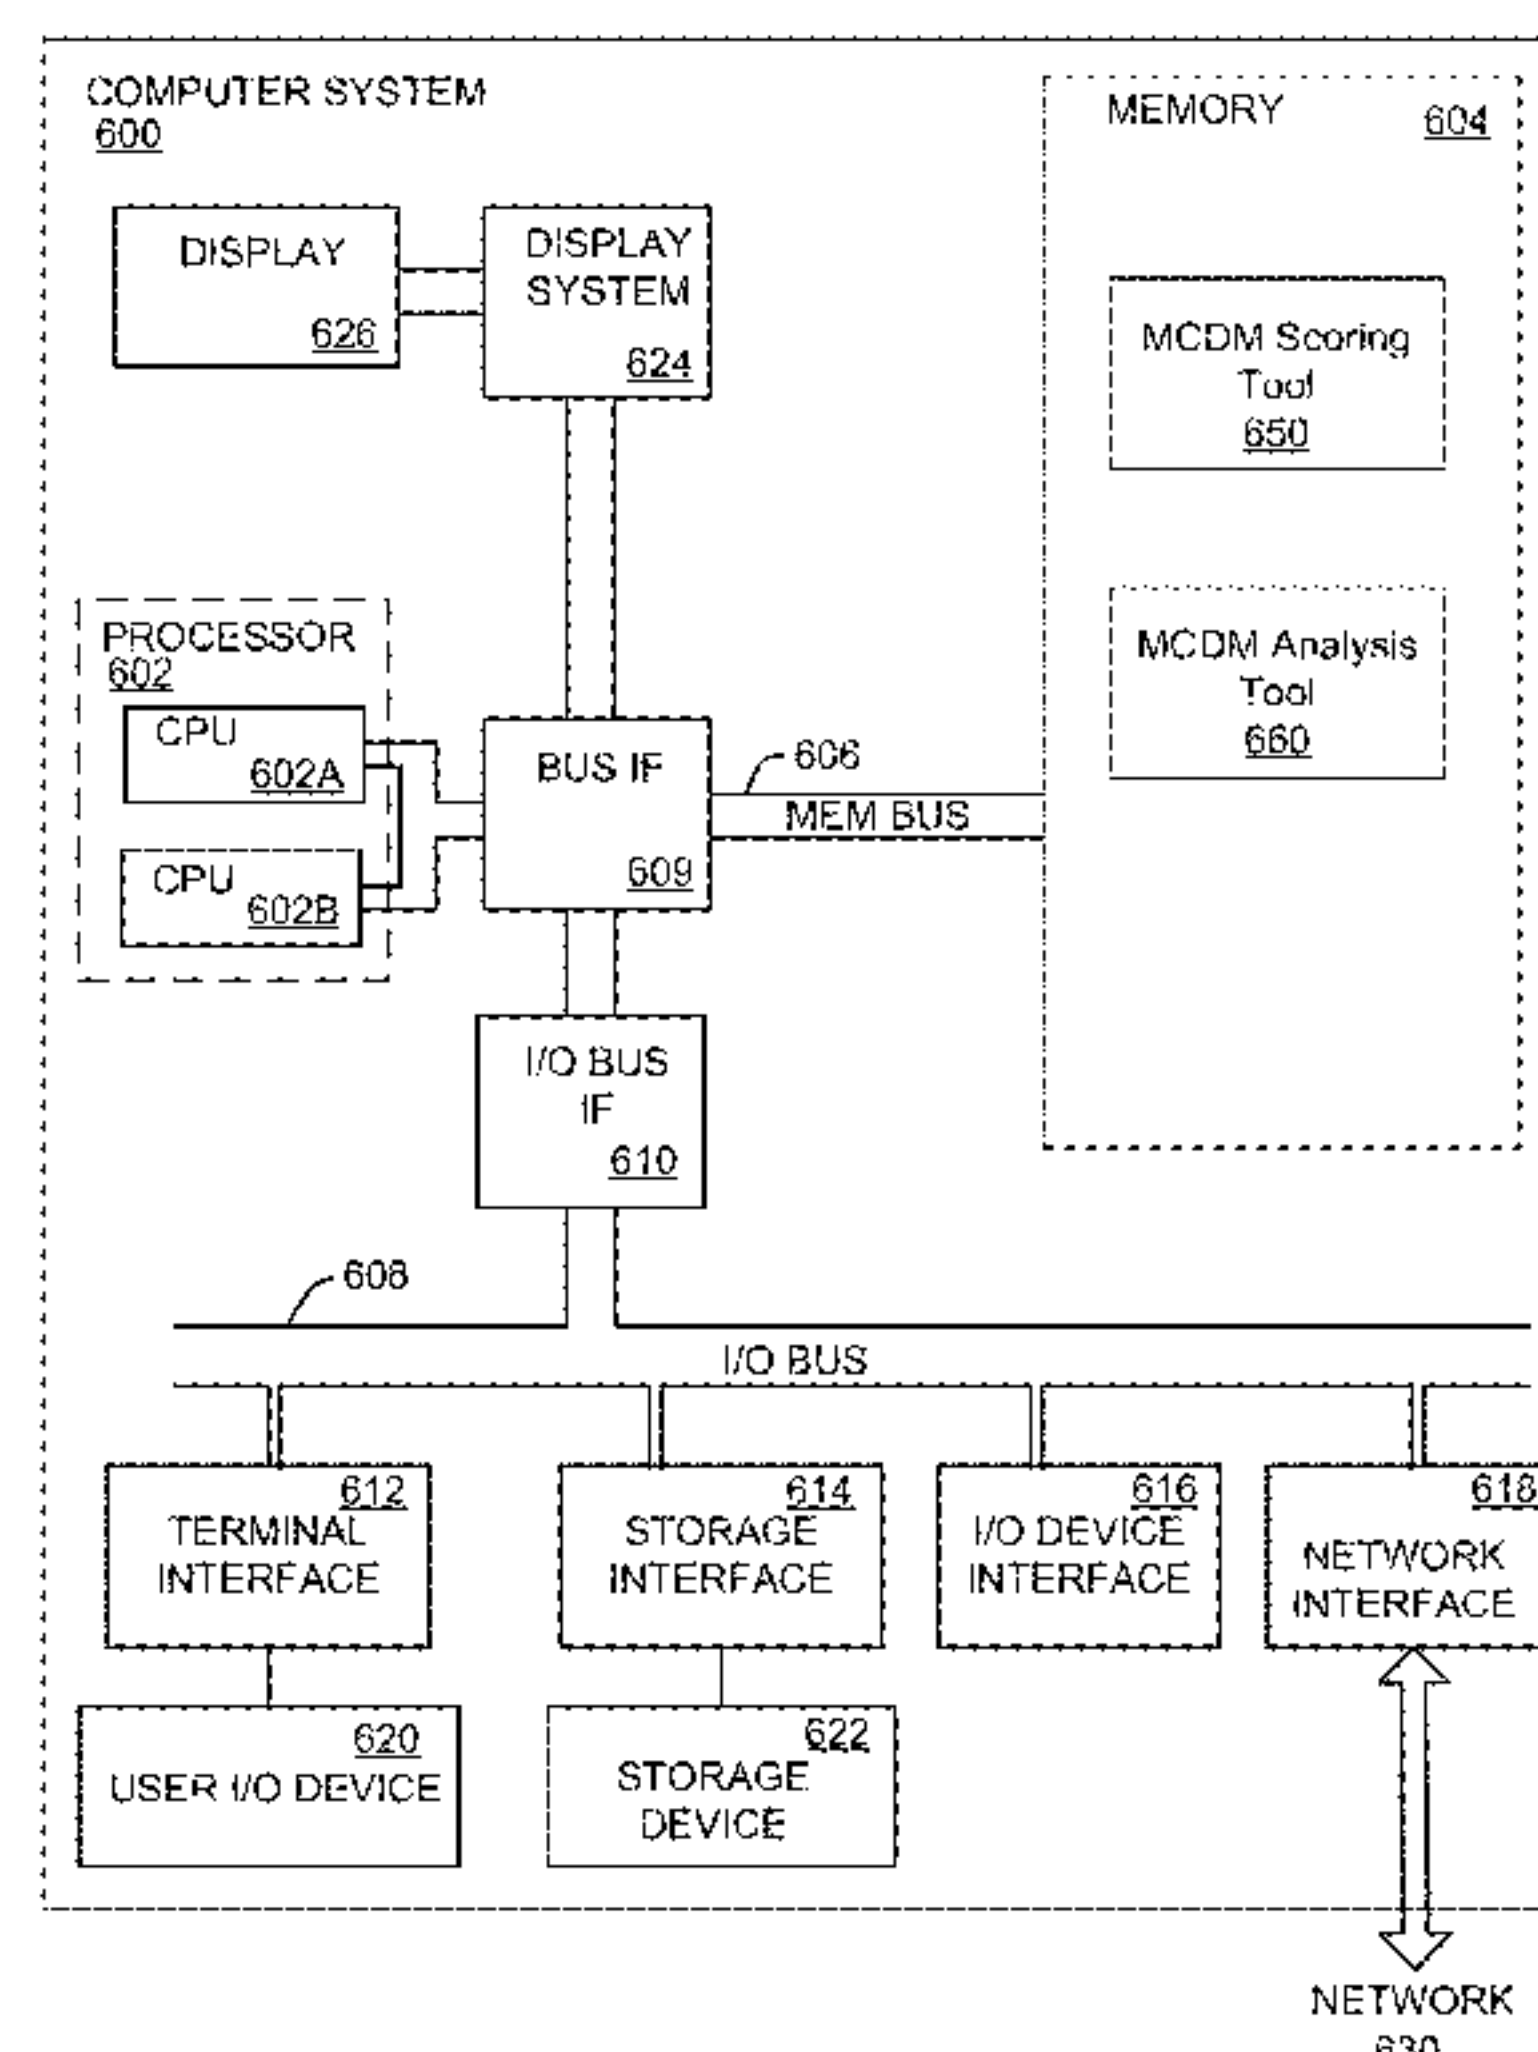 COMPUTER SYSTEM
600
MEMORY
604
DISPLAY
626
DISPLAY
SYSTEM
624
MCDM Scoring
Tool
650
MCDM Analysis
Tool
660
PROCESSOR
602
CPU
602A
CPU
602B
BUS IF
609
606
MEM BUS
I/O BUS
IF
610
608
I/O BUS
612
TERMINAL
INTERFACE
614
STORAGE
INTERFACE
616
I/O DEVICE
INTERFACE
618
NETWORK
INTERFACE
620
USER I/O DEVICE
622
STORAGE
DEVICE
NETWORK
630